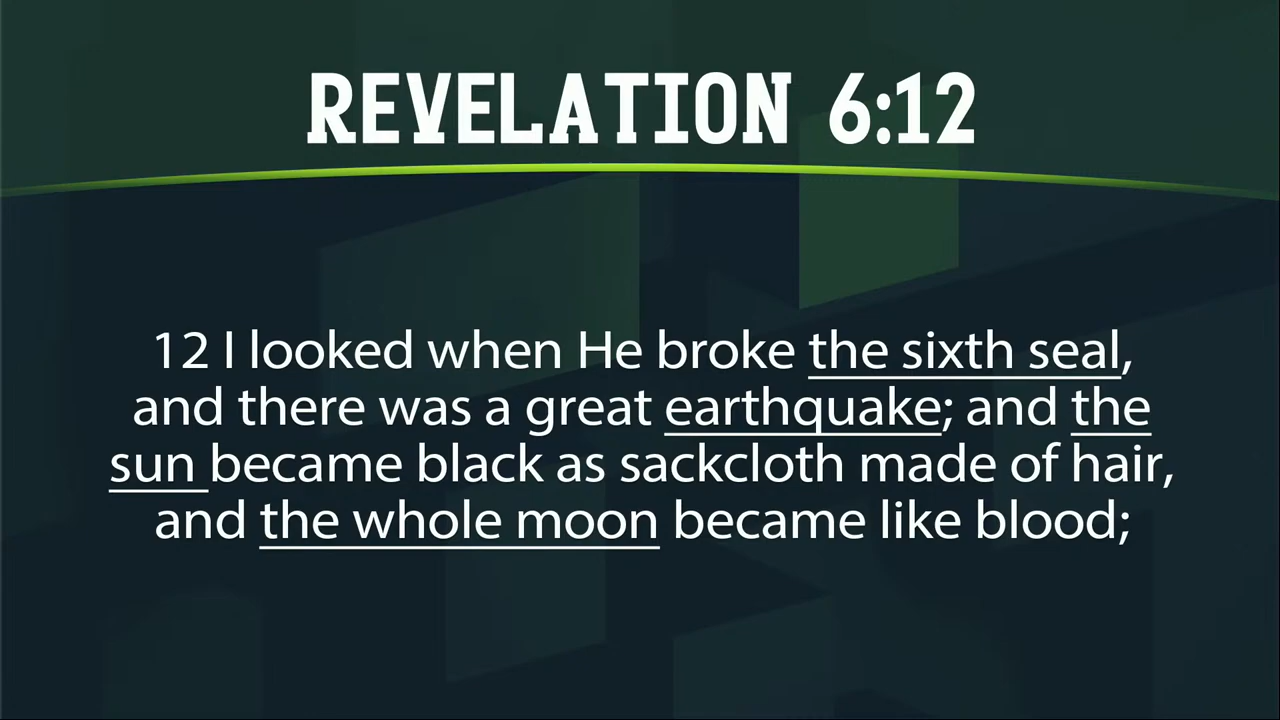 REVELATION 6:12
12 I looked when He broke the sixth seal,
and there was a great earthquake; and the
sun became black as sackcloth made of hair,
and the whole moon became like blood;